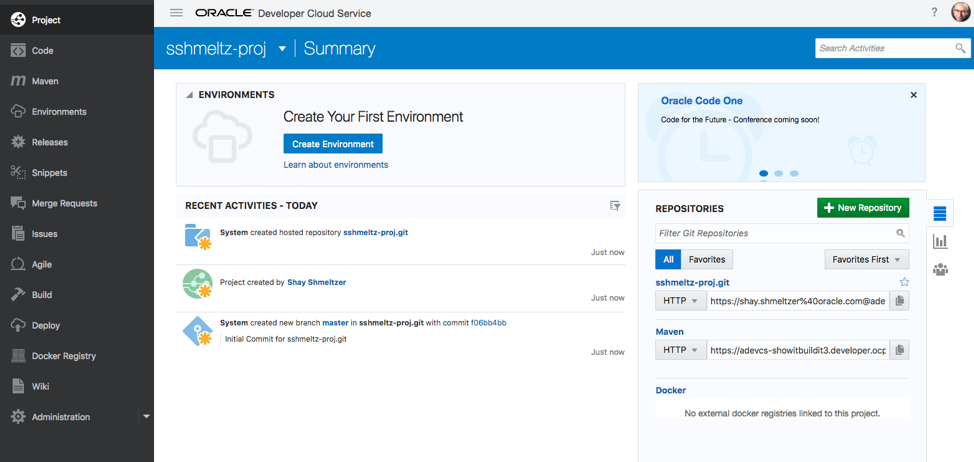 Project
Code
Maven
Environments
Releases
Snippets
Merge Requests
Issues
Agile
Build
Deploy
Docker Registry
Wiki
Administration
ORACLE® Developer Cloud Service
?
sshmeltz-proj Summary
Search Activities
ENVIRONMENTS
Create Your First Environment
Create Environment
Learn about environments
RECENT ACTIVITIES - TODAY
System created hosted repository sshmeltz-proj.git
Just now
Project created by Shay Shmeltzer
Just now
System created new branch master in sshmeltz-proj.git with commit f06bb4bb
Initial Commit for sshmeltz-proj.git
Just now
Oracle Code One
Code for the Future - Conference coming soon!
REPOSITORIES
New Repository
Filter Git Repositories
All Favorites Favorites First
sshmeltz-proj.git
HTTP https://shay.shmeltzer%40oracle.com@ade
Maven
HTTP https://adevcs-showitbuildit3.developer.ocp
Docker
No external docker registries linked to this project.